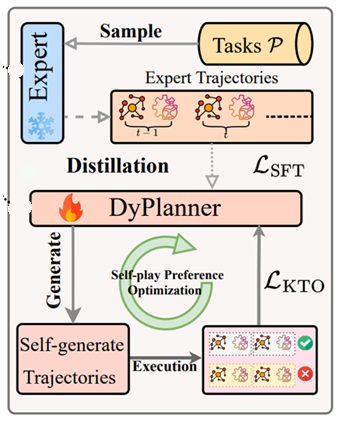 Sample
Tasks 𝒫
Expert
Expert Trajectories
t−1
t
Distillation
ℒSFT
DyPlanner
Generate
Self-play Preference
Optimization
ℒKTO
Self-generate
Trajectories
Execution